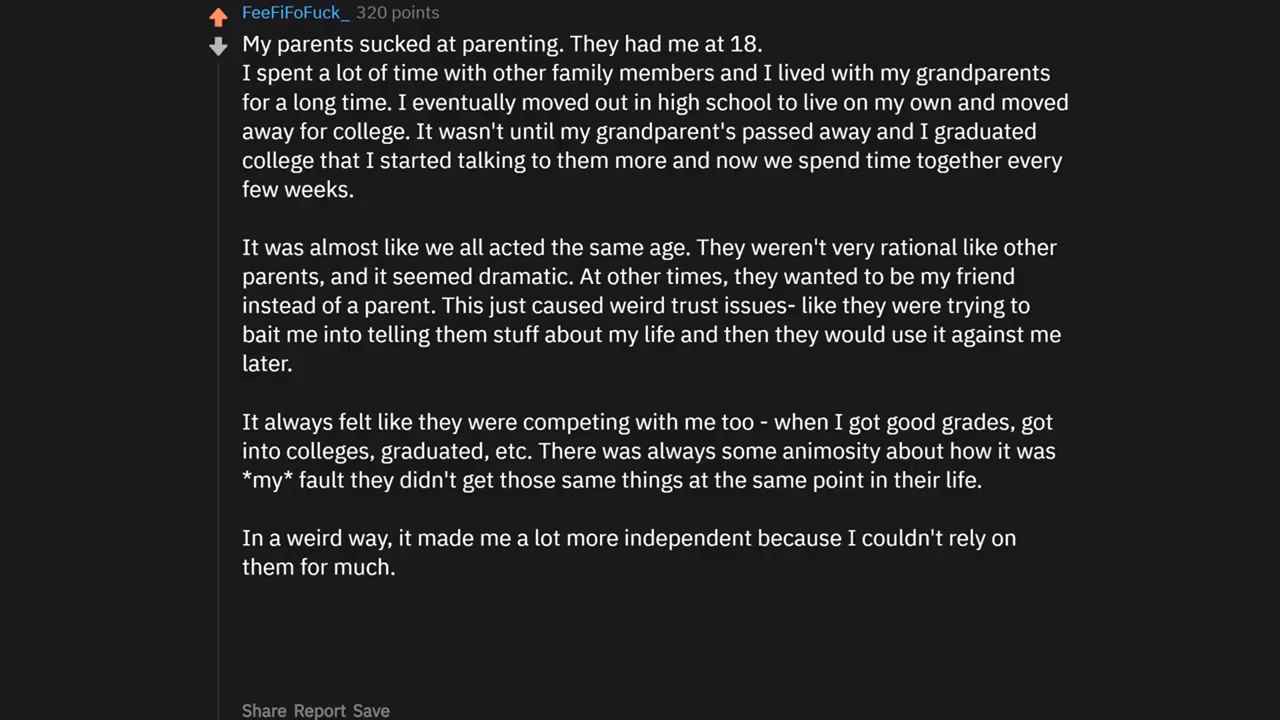 FeeFiFoFuck_ 320 points
My parents sucked at parenting. They had me at 18.
I spent a lot of time with other family members and I lived with my grandparents
for a long time. I eventually moved out in high school to live on my own and moved
away for college. It wasn't until my grandparent's passed away and I graduated
college that I started talking to them more and now we spend time together every
few weeks.
It was almost like we all acted the same age. They weren't very rational like other
parents, and it seemed dramatic. At other times, they wanted to be my friend
instead of a parent. This just caused weird trust issues- like they were trying to
bait me into telling them stuff about my life and then they would use it against me
later.
It always felt like they were competing with me too - when I got good grades, got
into colleges, graduated, etc. There was always some animosity about how it was
*my* fault they didn't get those same things at the same point in their life.
In a weird way, it made me a lot more independent because I couldn't rely on
them for much.
Share Report Save